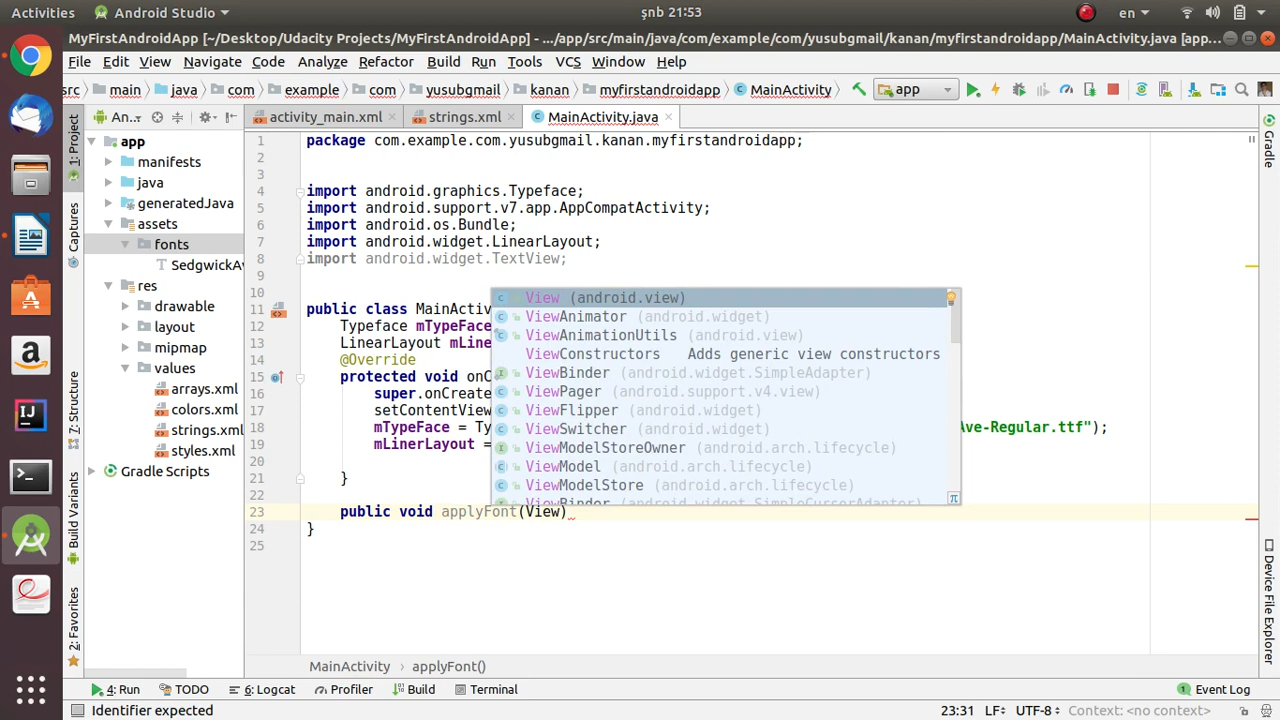 Activities
Android Studio
şnb 21:53
en
MyFirstAndroidApp [~/Desktop/Udacity Projects/MyFirstAndroidApp] - .../app/src/main/java/com/example/com/yusubgmail/kanan/myfirstandroidapp/MainActivity.java [app...
File Edit View Navigate Code Analyze Refactor Build Run Tools VCS Window Help
src main java com example com yusubgmail kanan myfirstandroidapp MainActivity app
An...
activity_main.xml strings.xml MainActivity.java
1: Project
Captures
7: Structure
Build Variants
2: Favorites
app
manifests
java
generatedJava
assets
fonts
SedgwickAv
res
drawable
layout
mipmap
values
arrays.xml
colors.xml
strings.xml
styles.xml
Gradle Scripts
1 package com.example.com.yusubgmail.kanan.myfirstandroidapp;
2
3
4 import android.graphics.Typeface;
5 import android.support.v7.app.AppCompatActivity;
6 import android.os.Bundle;
7 import android.widget.LinearLayout;
8 import android.widget.TextView;
9
10
11 public class MainActiv
12 Typeface mTypeFace
13 LinearLayout mLine
14 @Override
15 protected void onC
16 super.onCreate
17 setContentView
18 mTypeFace = Ty
Ave-Regular.ttf");
19 mLinerLayout =
20
21 }
22
23 public void applyFont(View)
24 }
25
View (android.view)
ViewAnimator (android.widget)
ViewAnimationUtils (android.view)
ViewConstructors Adds generic view constructors
ViewBinder (android.widget.SimpleAdapter)
ViewPager (android.support.v4.view)
ViewFlipper (android.widget)
ViewSwitcher (android.widget)
ViewModelStoreOwner (android.arch.lifecycle)
ViewModel (android.arch.lifecycle)
ViewModelStore (android.arch.lifecycle)
ViewBinder (android.widget.SimpleCursorAdapter)
π
Gradle
Device File Explorer
MainActivity › applyFont()
4: Run TODO 6: Logcat Profiler Build Terminal 1 Event Log
Identifier expected
23:31 LF UTF-8 Context: <no context>